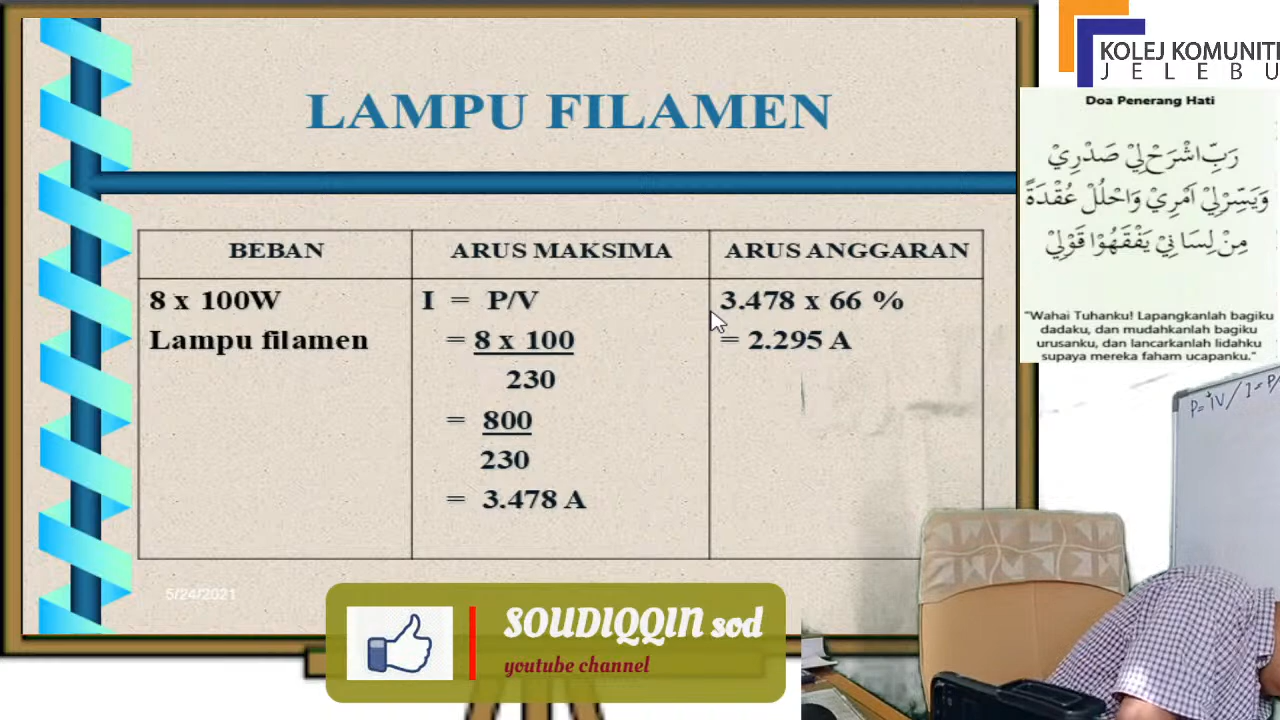 LAMPU FILAMEN
BEBAN
ARUS MAKSIMA
ARUS ANGGARAN
8 x 100W
Lampu filamen
I = P/V
= 8 x 100
230
= 800
230
= 3.478 A
3.478 x 66 %
= 2.295 A
5/24/2021
SOUDIQQIN sod
youtube channel
KOLEJ KOMUNITI
JELEBU
Doa Penerang Hati
رَبِّ اشْرَحْ لِيْ صَدْرِيْ
وَيَسِّرْ لِيْ اَمْرِيْ وَاحْلُلْ عُقْدَةً
مِنْ لِسَانِيْ يَفْقَهُوْا قَوْلِيْ
"Wahai Tuhanku! Lapangkanlah bagiku
dadaku, dan mudahkanlah bagiku
urusanku, dan lancarkanlah lidahku
supaya mereka faham ucapanku."
P= IV / I = P/